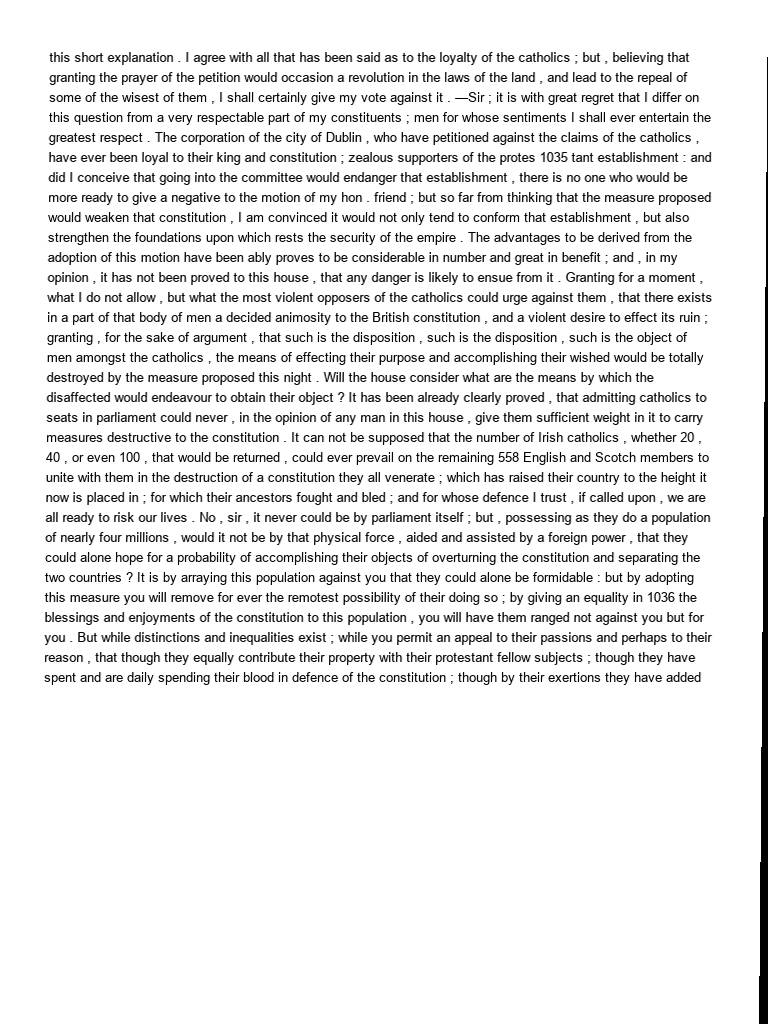 this short explanation . I agree with all that has been said as to the loyalty of the catholics ; but , believing that
granting the prayer of the petition would occasion a revolution in the laws of the land , and lead to the repeal of
some of the wisest of them , I shall certainly give my vote against it . —Sir ; it is with great regret that I differ on
this question from a very respectable part of my constituents ; men for whose sentiments I shall ever entertain the
greatest respect . The corporation of the city of Dublin , who have petitioned against the claims of the catholics ,
have ever been loyal to their king and constitution ; zealous supporters of the protes 1035 tant establishment : and
did I conceive that going into the committee would endanger that establishment , there is no one who would be
more ready to give a negative to the motion of my hon . friend ; but so far from thinking that the measure proposed
would weaken that constitution , I am convinced it would not only tend to conform that establishment , but also
strengthen the foundations upon which rests the security of the empire . The advantages to be derived from the
adoption of this motion have been ably proves to be considerable in number and great in benefit ; and , in my
opinion , it has not been proved to this house , that any danger is likely to ensue from it . Granting for a moment ,
what I do not allow , but what the most violent opposers of the catholics could urge against them , that there exists
in a part of that body of men a decided animosity to the British constitution , and a violent desire to effect its ruin ;
granting , for the sake of argument , that such is the disposition , such is the disposition , such is the object of
men amongst the catholics , the means of effecting their purpose and accomplishing their wished would be totally
destroyed by the measure proposed this night . Will the house consider what are the means by which the
disaffected would endeavour to obtain their object ? It has been already clearly proved , that admitting catholics to
seats in parliament could never , in the opinion of any man in this house , give them sufficient weight in it to carry
measures destructive to the constitution . It can not be supposed that the number of Irish catholics , whether 20 ,
40 , or even 100 , that would be returned , could ever prevail on the remaining 558 English and Scotch members to
unite with them in the destruction of a constitution they all venerate ; which has raised their country to the height it
now is placed in ; for which their ancestors fought and bled ; and for whose defence I trust , if called upon , we are
all ready to risk our lives . No , sir , it never could be by parliament itself ; but , possessing as they do a population
of nearly four millions , would it not be by that physical force , aided and assisted by a foreign power , that they
could alone hope for a probability of accomplishing their objects of overturning the constitution and separating the
two countries ? It is by arraying this population against you that they could alone be formidable : but by adopting
this measure you will remove for ever the remotest possibility of their doing so ; by giving an equality in 1036 the
blessings and enjoyments of the constitution to this population , you will have them ranged not against you but for
you . But while distinctions and inequalities exist ; while you permit an appeal to their passions and perhaps to their
reason , that though they equally contribute their property with their protestant fellow subjects ; though they have
spent and are daily spending their blood in defence of the constitution ; though by their exertions they have added